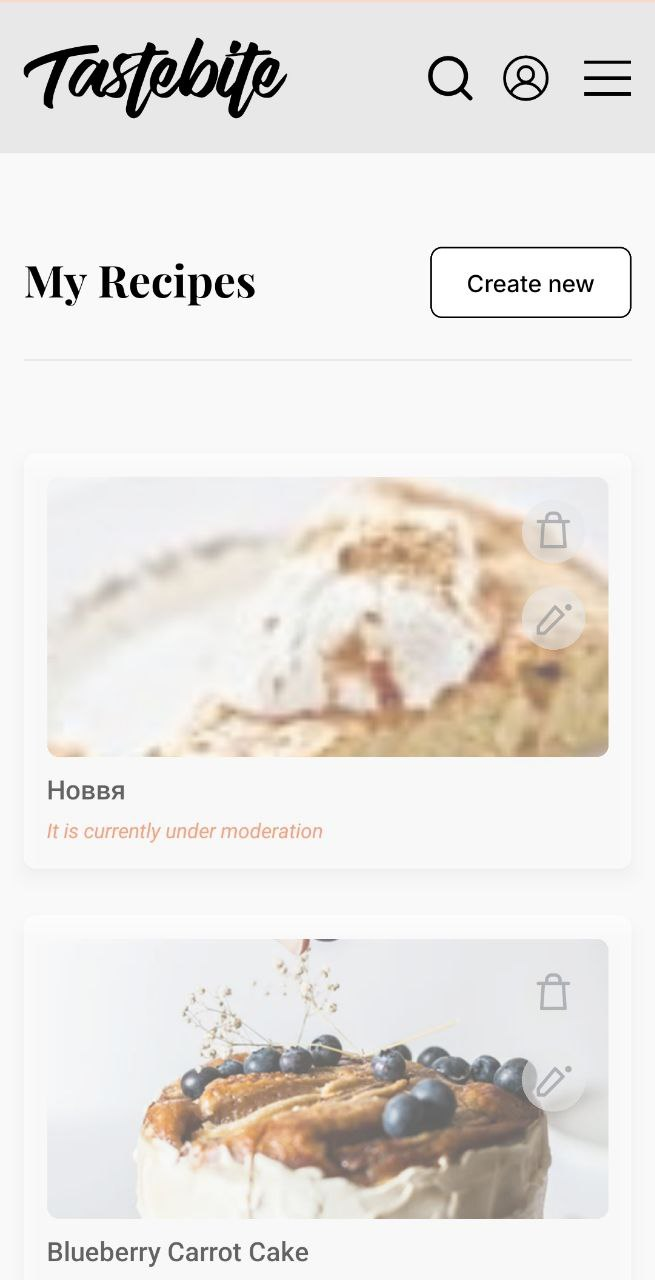 Tastebite
My Recipes
Create new
Новвя
It is currently under moderation
Blueberry Carrot Cake